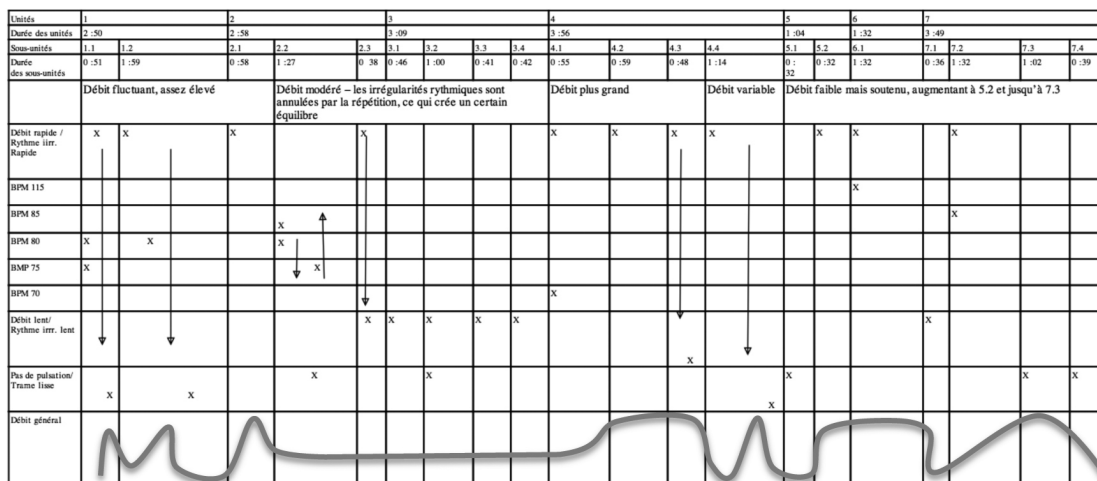 Unités 1 2 3 4 5 6 7
Durée des unités 2 :50 2 :58 3 :09 3 :56 1 :04 1 :32 3 :49
Sous-unités 1.1 1.2 2.1 2.2 2.3 3.1 3.2 3.3 3.4 4.1 4.2 4.3 4.4 5.1 5.2 6.1 7.1 7.2 7.3 7.4
Durée 0 :51 1 :59 0 :58 1 :27 0 38 0 :46 1 :00 0 :41 0 :42 0 :55 0 :59 0 :48 1 :14 0 : 0 :32 1 :32 0 :36 1 :32 1 :02 0 :39
des sous-unités 32
Débit fluctuant, assez élevé Débit modéré – les irrégularités rythmiques sont Débit plus grand Débit variable Débit faible mais soutenu, augmentant à 5.2 et jusqu'à 7.3
annulées par la répétition, ce qui crée un certain
équilibre
Débit rapide / x x x x x x x x x x x
Rythme iirr.
Rapide
BPM 115 x
BPM 85 x
x
BPM 80 x x x
BMP 75 x x
BPM 70 x
Débit lent/ x x x x x x
Rythme irrr. lent
x
Pas de pulsation/ x x x x x
Trame lisse
x x x
Débit général